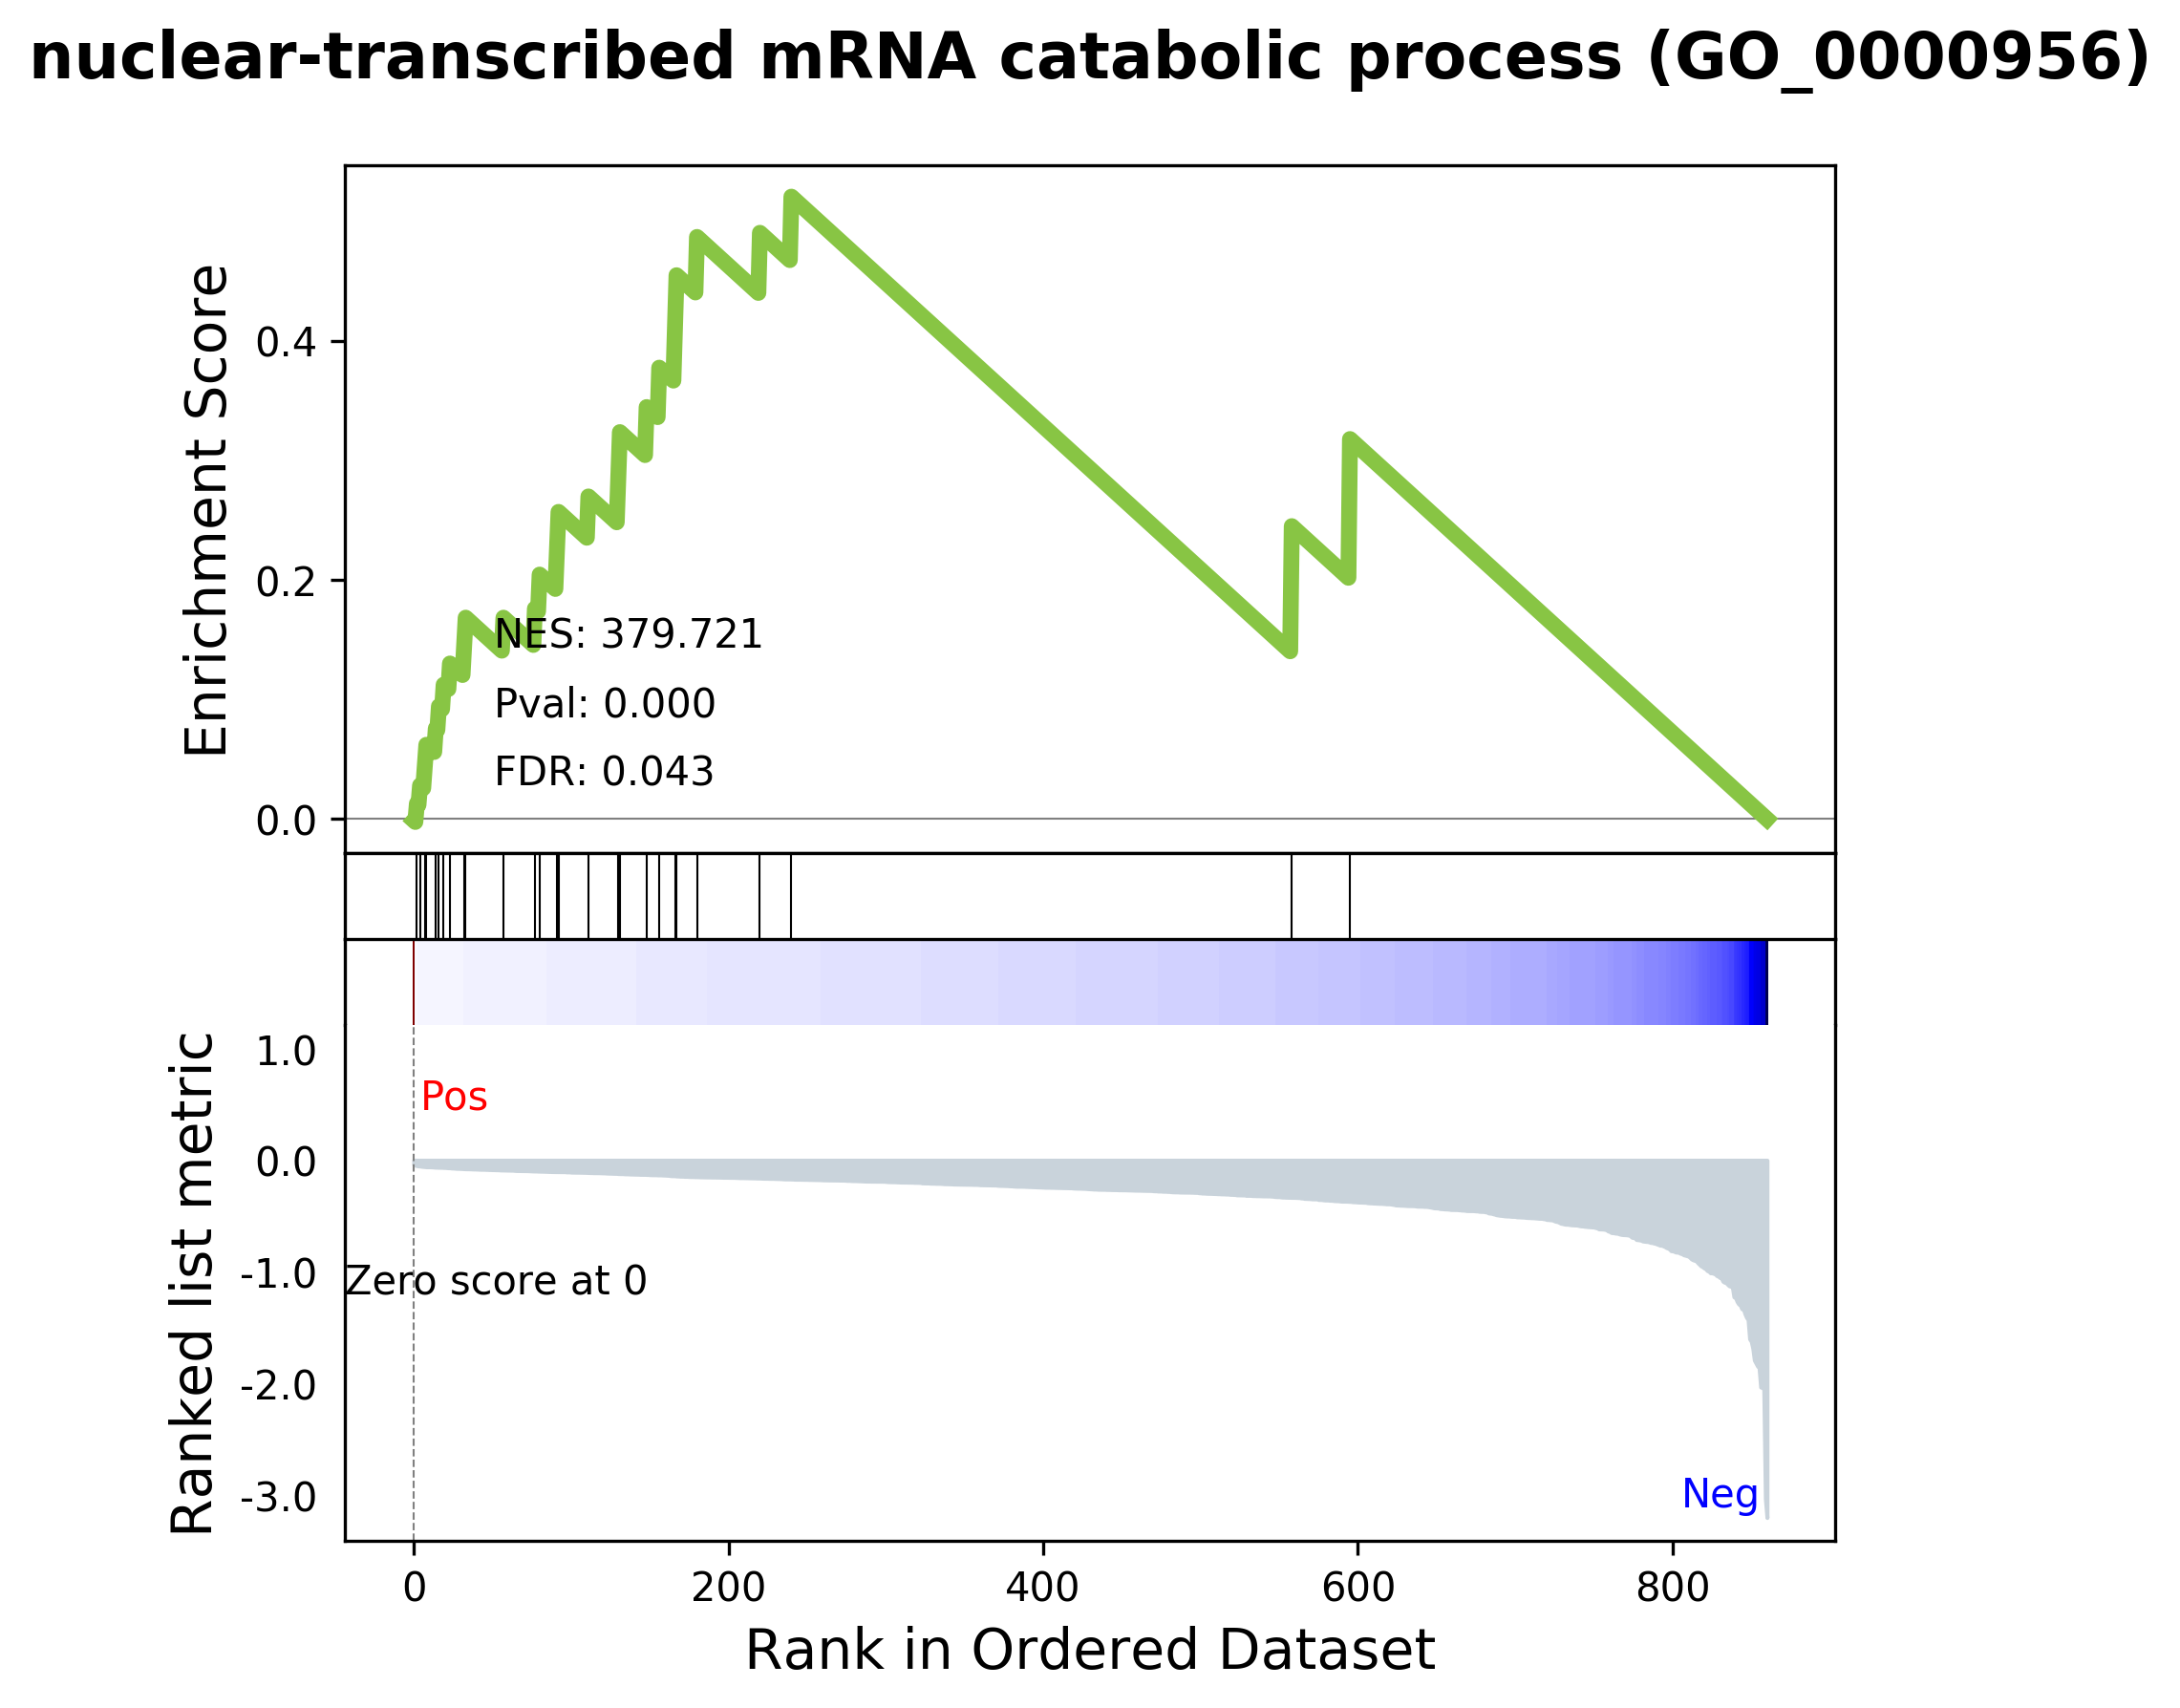 nuclear-transcribed mRNA catabolic process (GO_0000956)
Enrichment Score
0.4
0.2
0.0
NES: 379.721
Pval: 0.000
FDR: 0.043
Ranked list metric
1.0
0.0
-1.0
-2.0
-3.0
Pos
Zero score at 0
Neg
0 200 400 600 800
Rank in Ordered Dataset